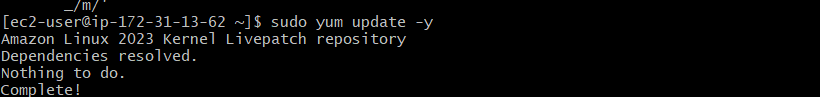 _/m/'
[ec2-user@ip-172-31-13-62 ~]$ sudo yum update -y
Amazon Linux 2023 Kernel Livepatch repository
Dependencies resolved.
Nothing to do.
Complete!